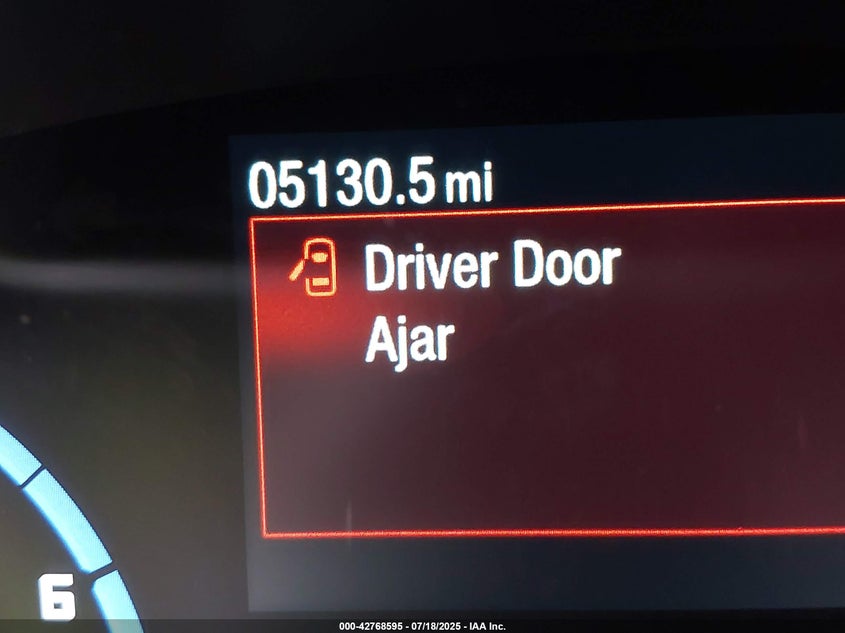 05130.5 mi
Driver Door
Ajar
6
000-42768595 - 07/18/2025 - IAA Inc.